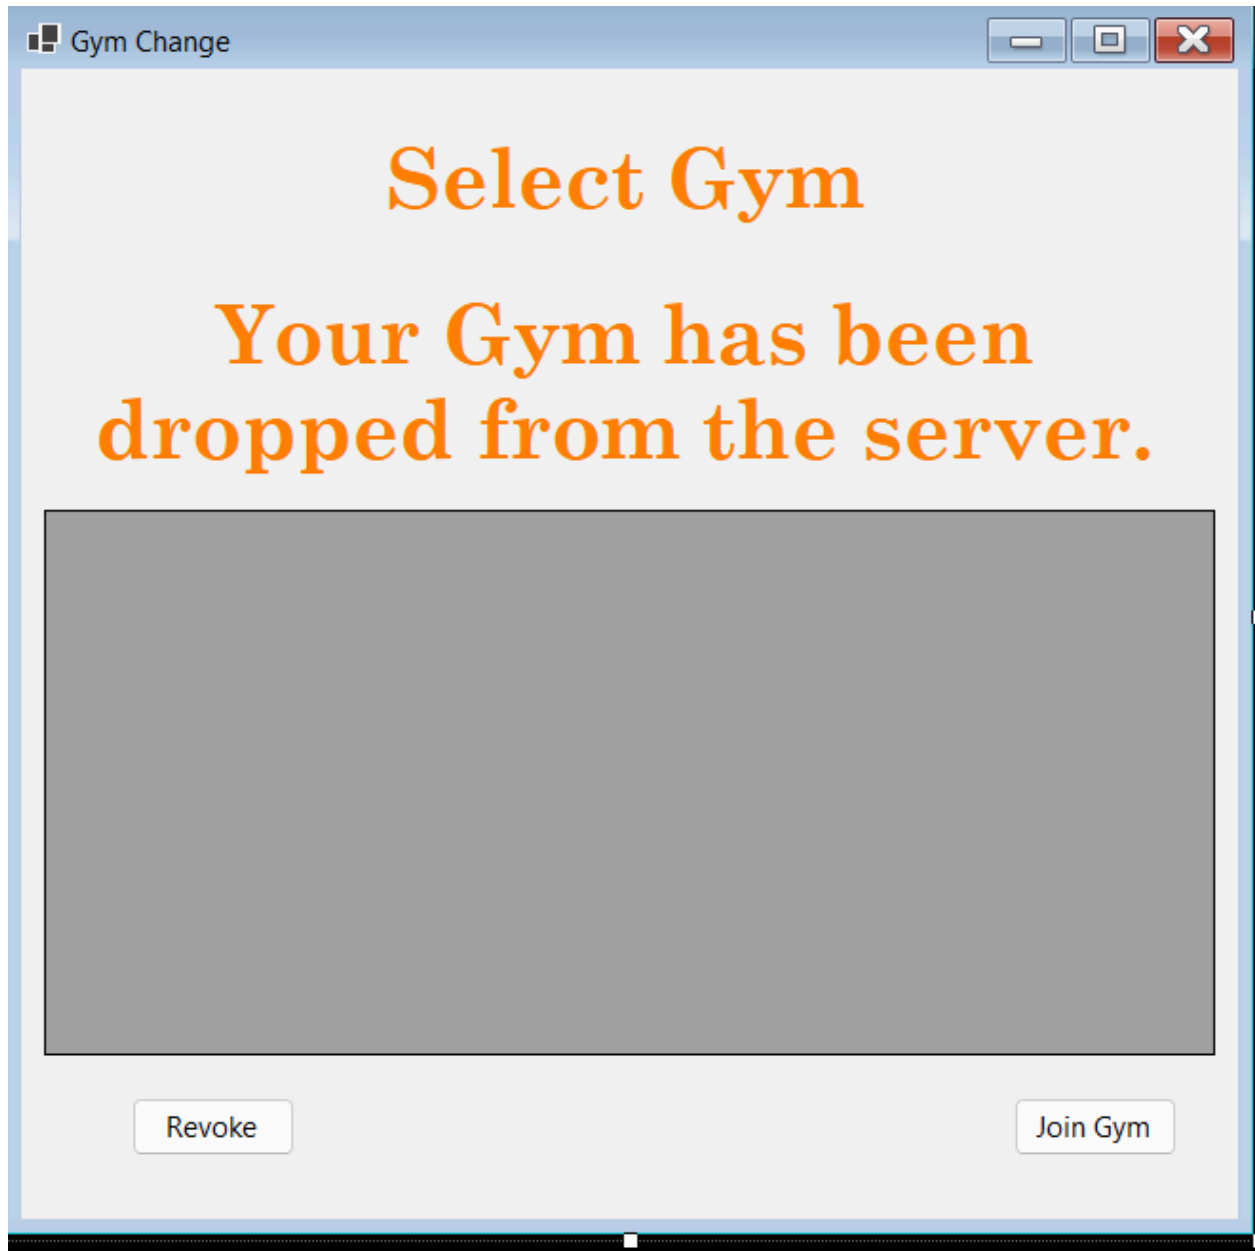 Gym Change
Select Gym
Your Gym has been
dropped from the server.
Revoke
Join Gym